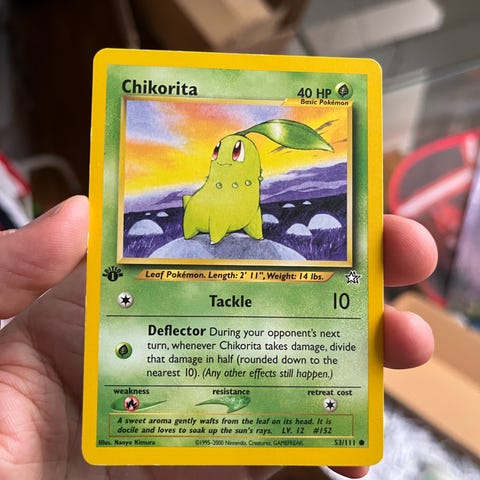 Chikorita 40 HP
Basic Pokémon
Leaf Pokémon. Length: 2' 11", Weight: 14 lbs.
EDITION
1
Tackle 10
Deflector During your opponent's next
turn, whenever Chikorita takes damage, divide
that damage in half (rounded down to the
nearest 10). (Any other effects still happen.)
weakness resistance retreat cost
A sweet aroma gently wafts from the leaf on its head. It is
docile and loves to soak up the sun's rays. LV. 12 #152
Illus. Naoyo Kimura ©1995-2000 Nintendo, Creatures, GAMEFREAK. 53/111